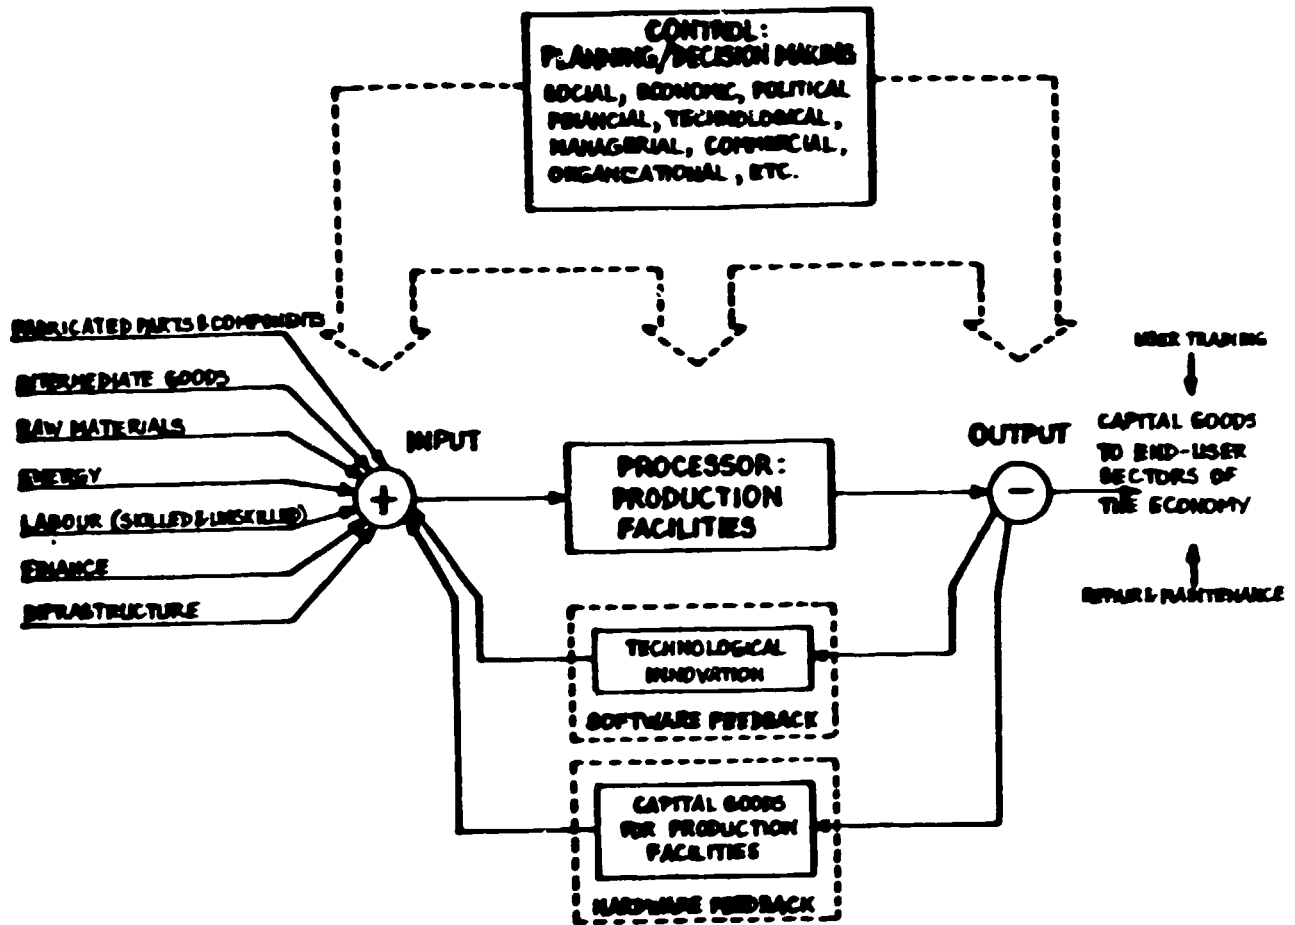 CONTROL:
PLANNING/DECISION MAKING
SOCIAL, ECONOMIC, POLITICAL
FINANCIAL, TECHNOLOGICAL,
MANAGERIAL, COMMERCIAL,
ORGANIZATIONAL, ETC.
FABRICATED PARTS & COMPONENTS
INTERMEDIATE GOODS
RAW MATERIALS
ENERGY
LABOUR (SKILLED & UNSKILLED)
FINANCE
INFRASTRUCTURE
INPUT
+
PROCESSOR:
PRODUCTION
FACILITIES
OUTPUT
-
USER TRAINING
CAPITAL GOODS
TO END-USER
SECTORS OF
THE ECONOMY
REPAIR & MAINTENANCE
TECHNOLOGICAL
INNOVATION
SOFTWARE FEEDBACK
CAPITAL GOODS
FOR PRODUCTION
FACILITIES
HARDWARE FEEDBACK